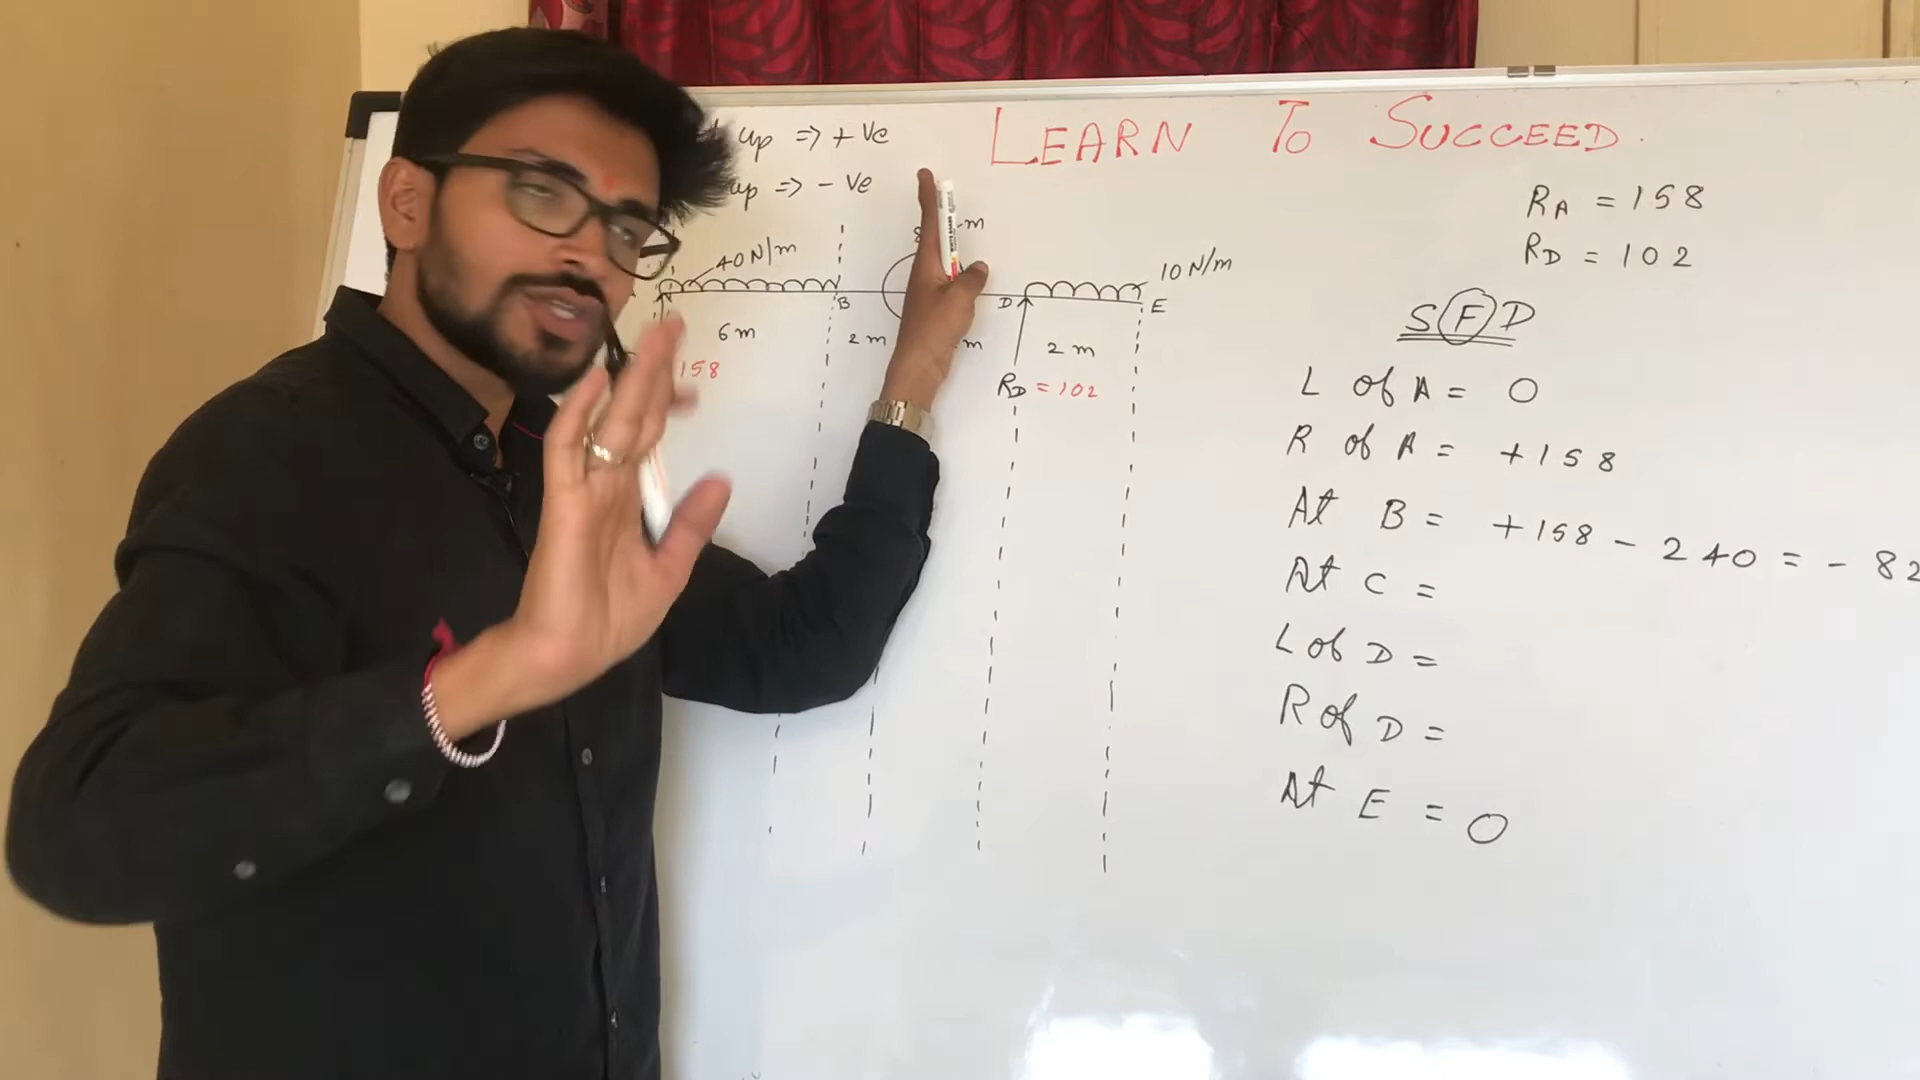 up => + ve
LEARN TO SUCCEED.
up => - ve
RA = 158
RD = 102
8 -m
40 N/m
10 N/m
B
D
E
6 m
2 m
m
2 m
158
RD = 102
SFD
L of A = 0
R of A = +158
At B = +158 - 240 = - 82
At C =
L of D =
R of D =
At E = 0